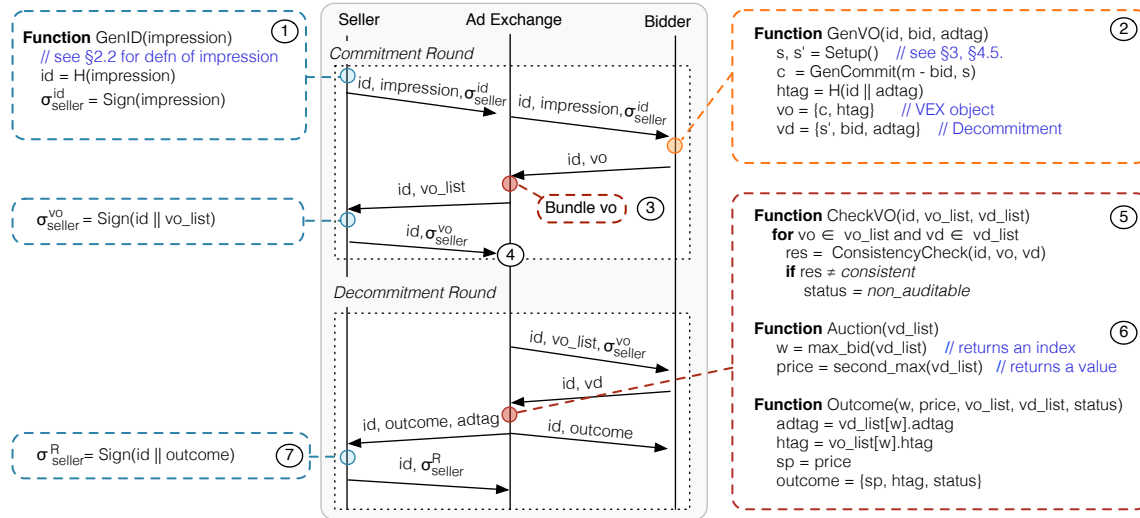 Seller
Ad Exchange
Bidder
Commitment Round
1
Function GenID(impression)
// see §2.2 for defn of impression
id = H(impression)
σ^id_seller = Sign(impression)
id, impression, σ^id_seller
id, impression, σ^id_seller
2
Function GenVO(id, bid, adtag)
s, s' = Setup() // see §3, §4.5.
c = GenCommit(m - bid, s)
htag = H(id || adtag)
vo = {c, htag} // VEX object
vd = {s', bid, adtag} // Decommitment
id, vo
id, vo_list
Bundle vo
3
σ^vo_seller = Sign(id || vo_list)
id, σ^vo_seller
4
Decommitment Round
id, vo_list, σ^vo_seller
id, vd
5
Function CheckVO(id, vo_list, vd_list)
for vo ∈ vo_list and vd ∈ vd_list
res = ConsistencyCheck(id, vo, vd)
if res ≠ consistent
status = non_auditable
6
Function Auction(vd_list)
w = max_bid(vd_list) // returns an index
price = second_max(vd_list) // returns a value
Function Outcome(w, price, vo_list, vd_list, status)
adtag = vd_list[w].adtag
htag = vo_list[w].htag
sp = price
outcome = {sp, htag, status}
id, outcome, adtag
id, outcome
σ^R_seller = Sign(id || outcome)
7
id, σ^R_seller